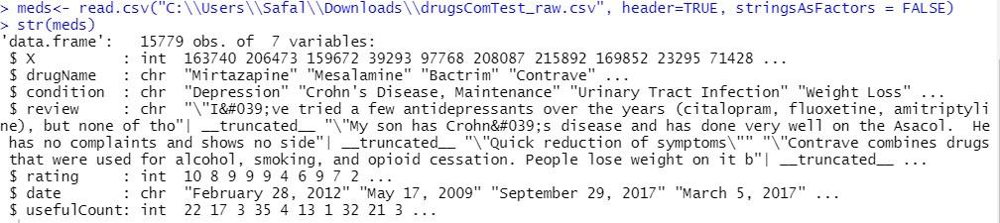 > meds<- read.csv("C:\\Users\\Safal\\Downloads\\drugsComTest_raw.csv", header=TRUE, stringsAsFactors = FALSE)
> str(meds)
'data.frame':   15779 obs. of  7 variables:
 $ X          : int  163740 206473 159672 39293 97768 208087 215892 169852 23295 71428 ...
 $ drugName   : chr  "Mirtazapine" "Mesalamine" "Bactrim" "Contrave" ...
 $ condition  : chr  "Depression" "Crohn's Disease, Maintenance" "Urinary Tract Infection" "Weight Loss" ...
 $ review     : chr  "\"I&#039;ve tried a few antidepressants over the years (citalopram, fluoxetine, amitriptyli
ne), but none of tho"| __truncated__ "\"My son has Crohn&#039;s disease and has done very well on the Asacol.  He
 has no complaints and shows no side"| __truncated__ "\"Quick reduction of symptoms\"" "\"Contrave combines drugs
 that were used for alcohol, smoking, and opioid cessation. People lose weight on it b"| __truncated__ ...
 $ rating     : int  10 8 9 9 9 4 6 9 7 2 ...
 $ date       : chr  "February 28, 2012" "May 17, 2009" "September 29, 2017" "March 5, 2017" ...
 $ usefulCount: int  22 17 3 35 4 13 1 32 21 3 ...